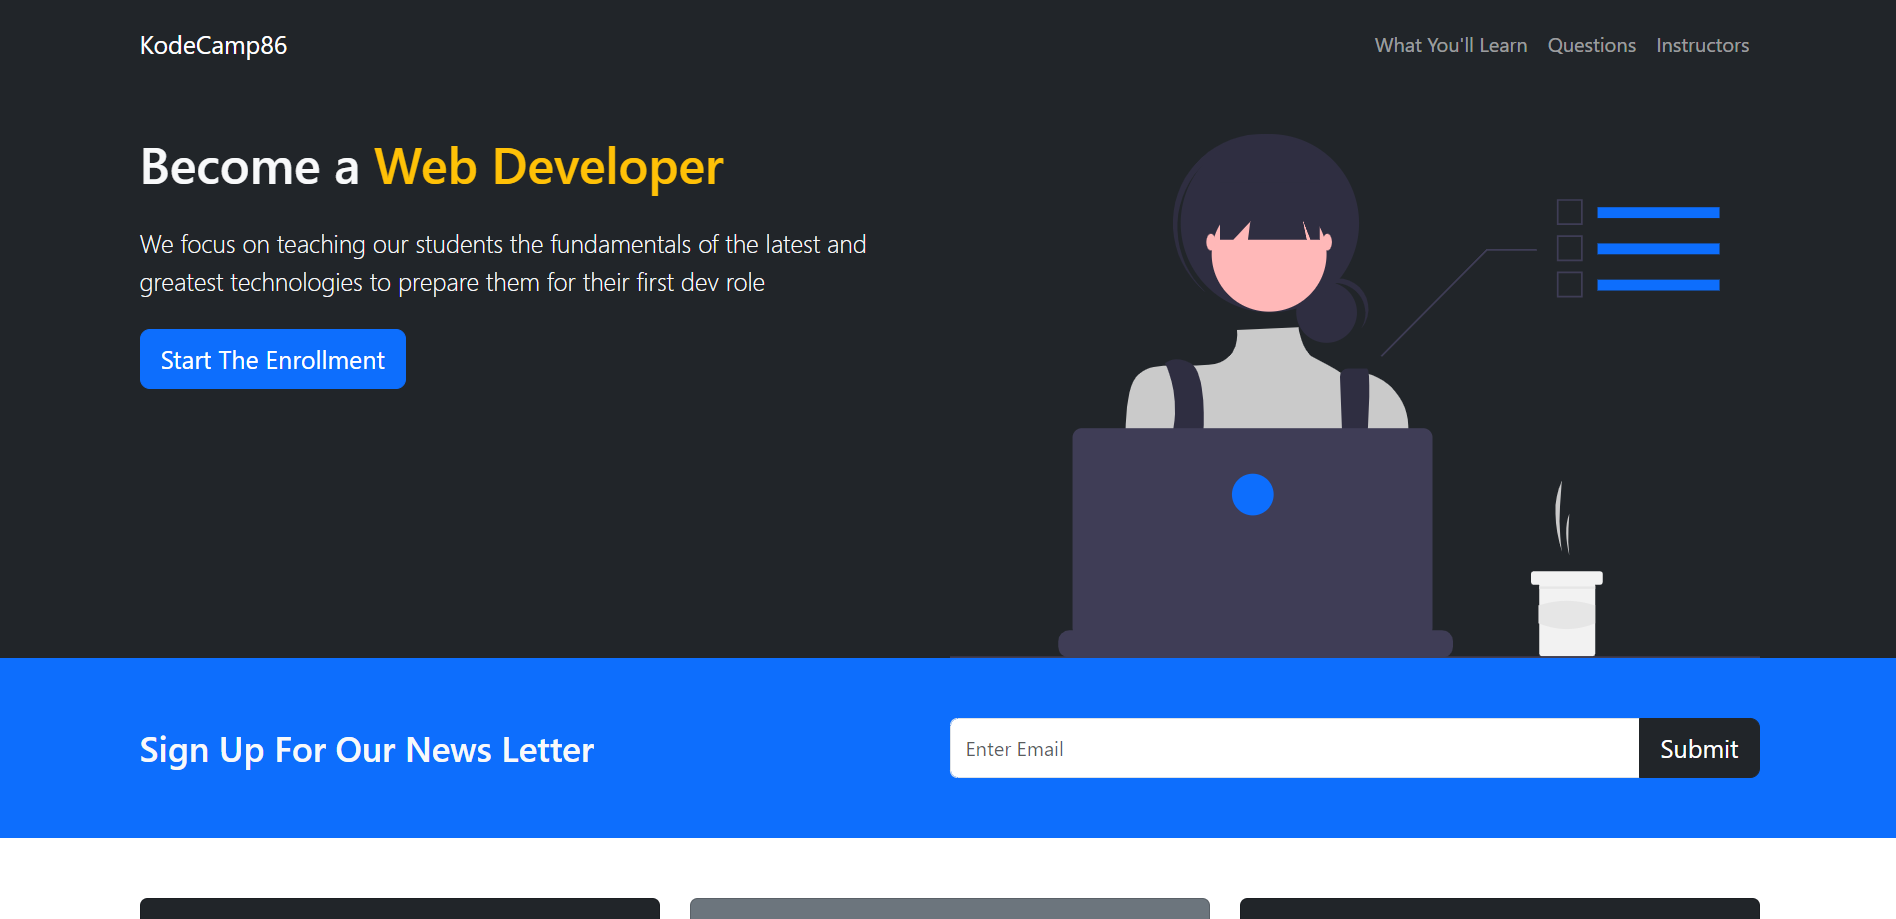 KodeCamp86
What You'll Learn Questions Instructors
Become a Web Developer
We focus on teaching our students the fundamentals of the latest and
greatest technologies to prepare them for their first dev role
Start The Enrollment
Sign Up For Our News Letter
Enter Email
Submit